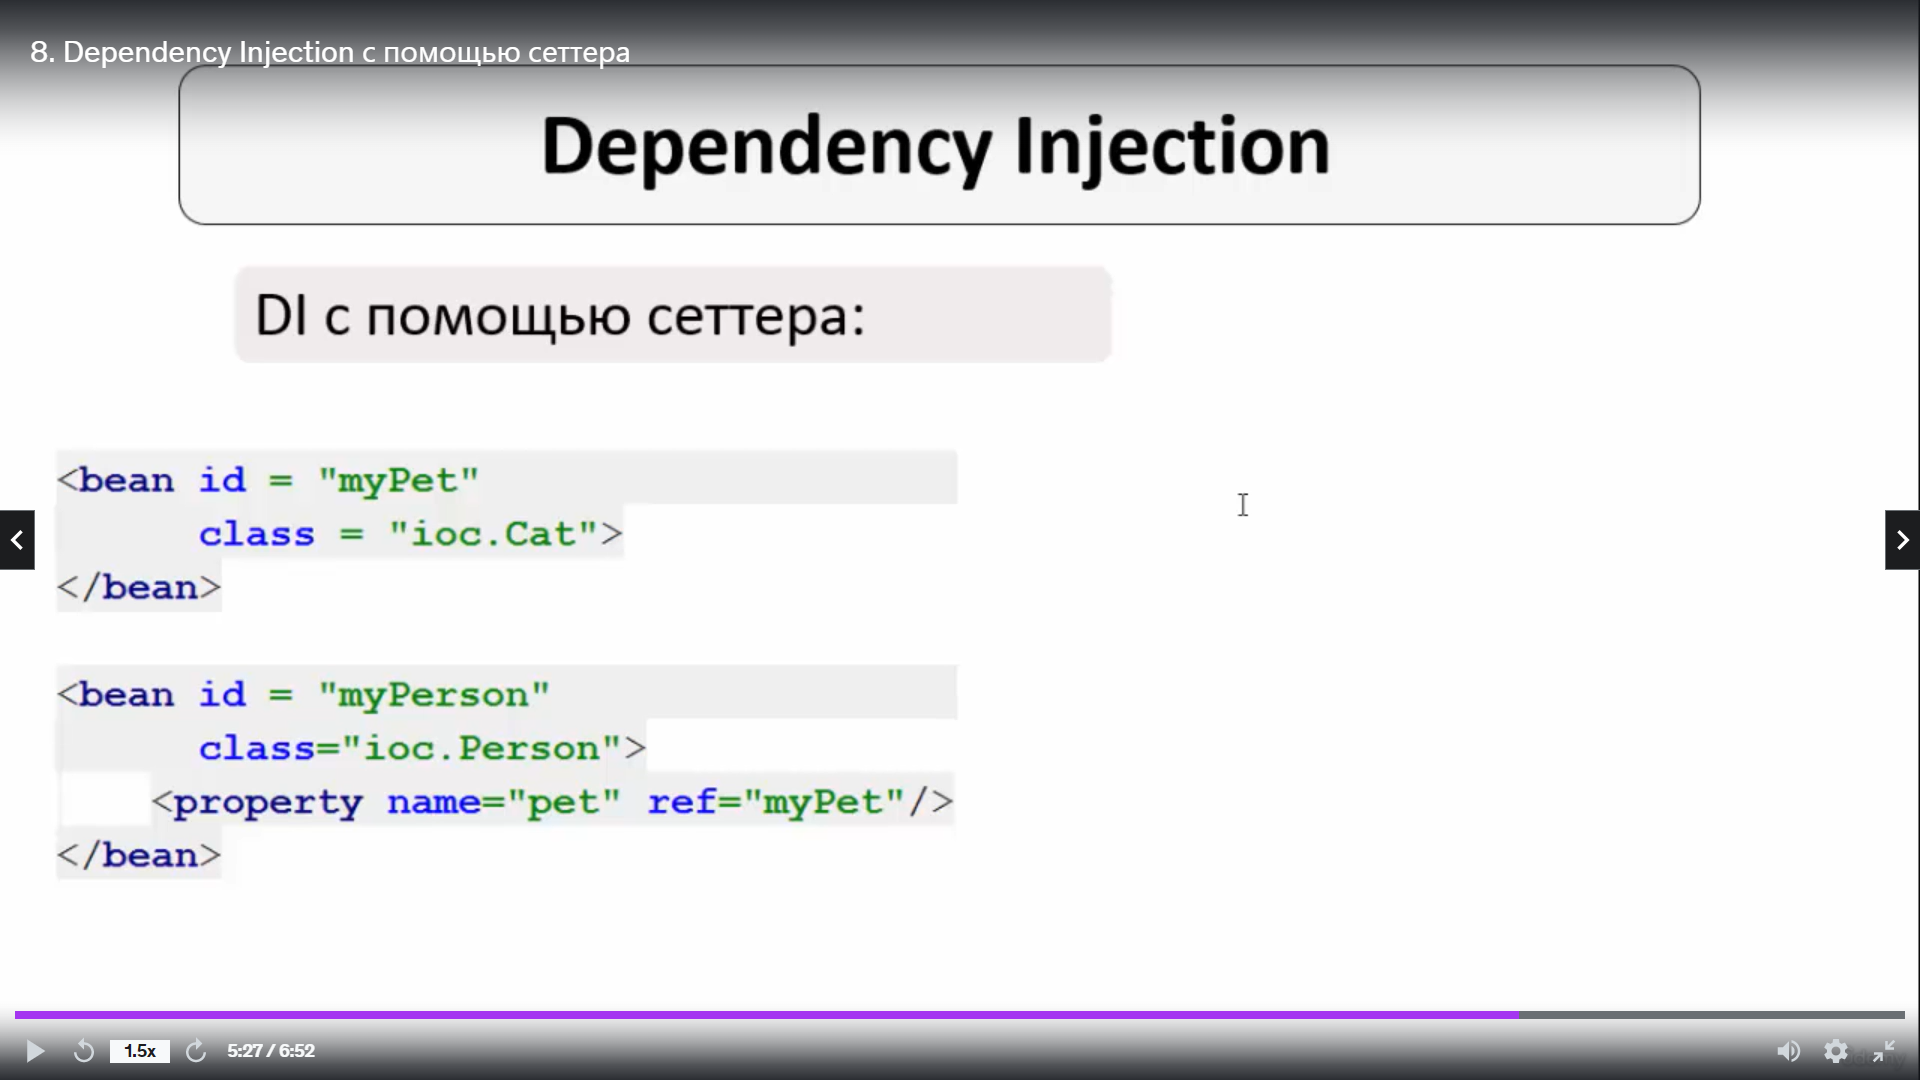 8. Dependency Injection с помощью сеттера
Dependency Injection
DI с помощью сеттера:
<bean id = "myPet"
class = "ioc.Cat">
</bean>
<bean id = "myPerson"
class="ioc.Person">
<property name="pet" ref="myPet"/>
</bean>
1.5x
5:27 / 6:52